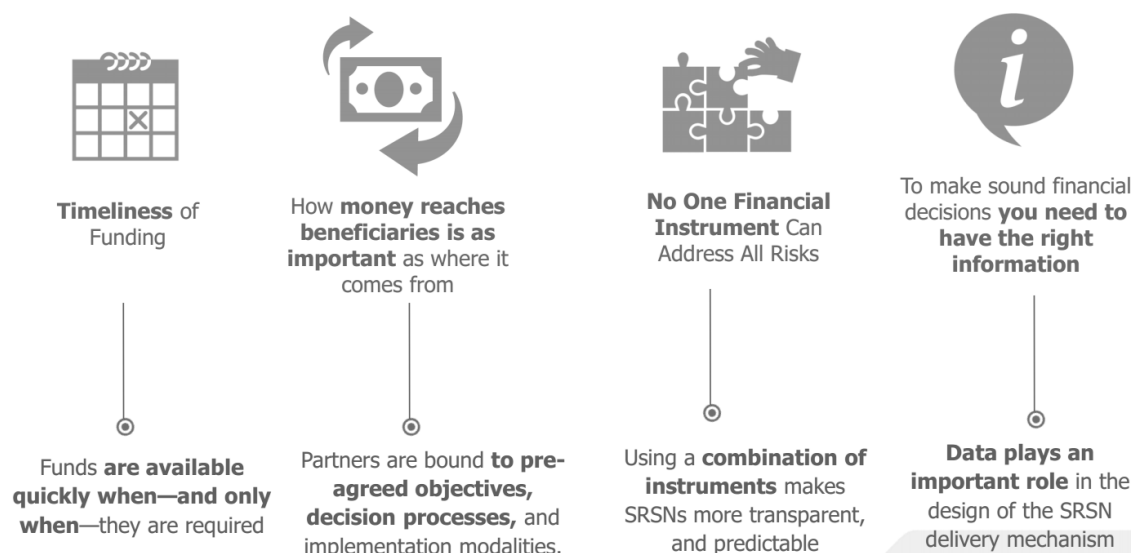 Timeliness of
Funding
How money reaches
beneficiaries is as
important as where it
comes from
No One Financial
Instrument Can
Address All Risks
To make sound financial
decisions you need to
have the right
information
Funds are available
quickly when—and only
when—they are required
Partners are bound to pre-
agreed objectives,
decision processes, and
implementation modalities.
Using a combination of
instruments makes
SRSNs more transparent,
and predictable
Data plays an
important role in the
design of the SRSN
delivery mechanism